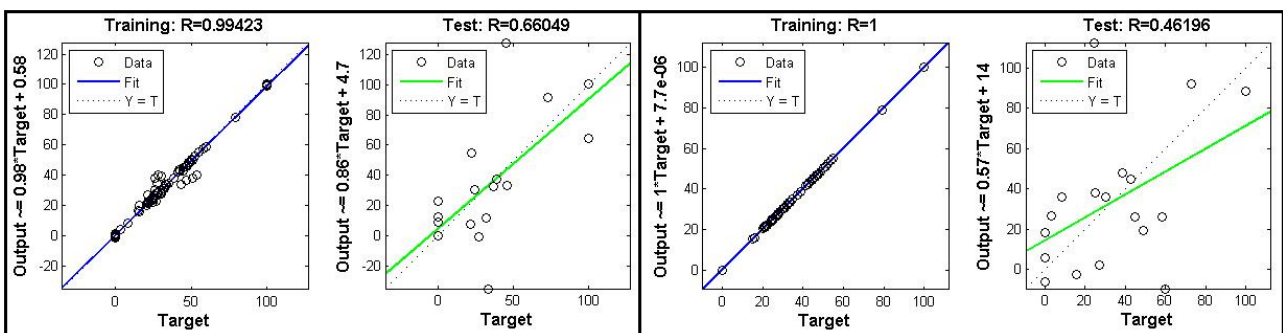 Training: R=0.99423
Output ~= 0.98*Target + 0.58
120
100
80
60
40
20
0
-20
Data
Fit
Y = T
0
50
100
Target
Test: R=0.66049
Output ~= 0.86*Target + 4.7
120
100
80
60
40
20
0
-20
Data
Fit
Y = T
0
50
100
Target
Training: R=1
Output ~= 1*Target + 7.7e-06
100
80
60
40
20
0
Data
Fit
Y = T
0
20
40
60
80
100
Target
Test: R=0.46196
Output ~= 0.57*Target + 14
100
80
60
40
20
0
Data
Fit
Y = T
0
20
40
60
80
100
Target